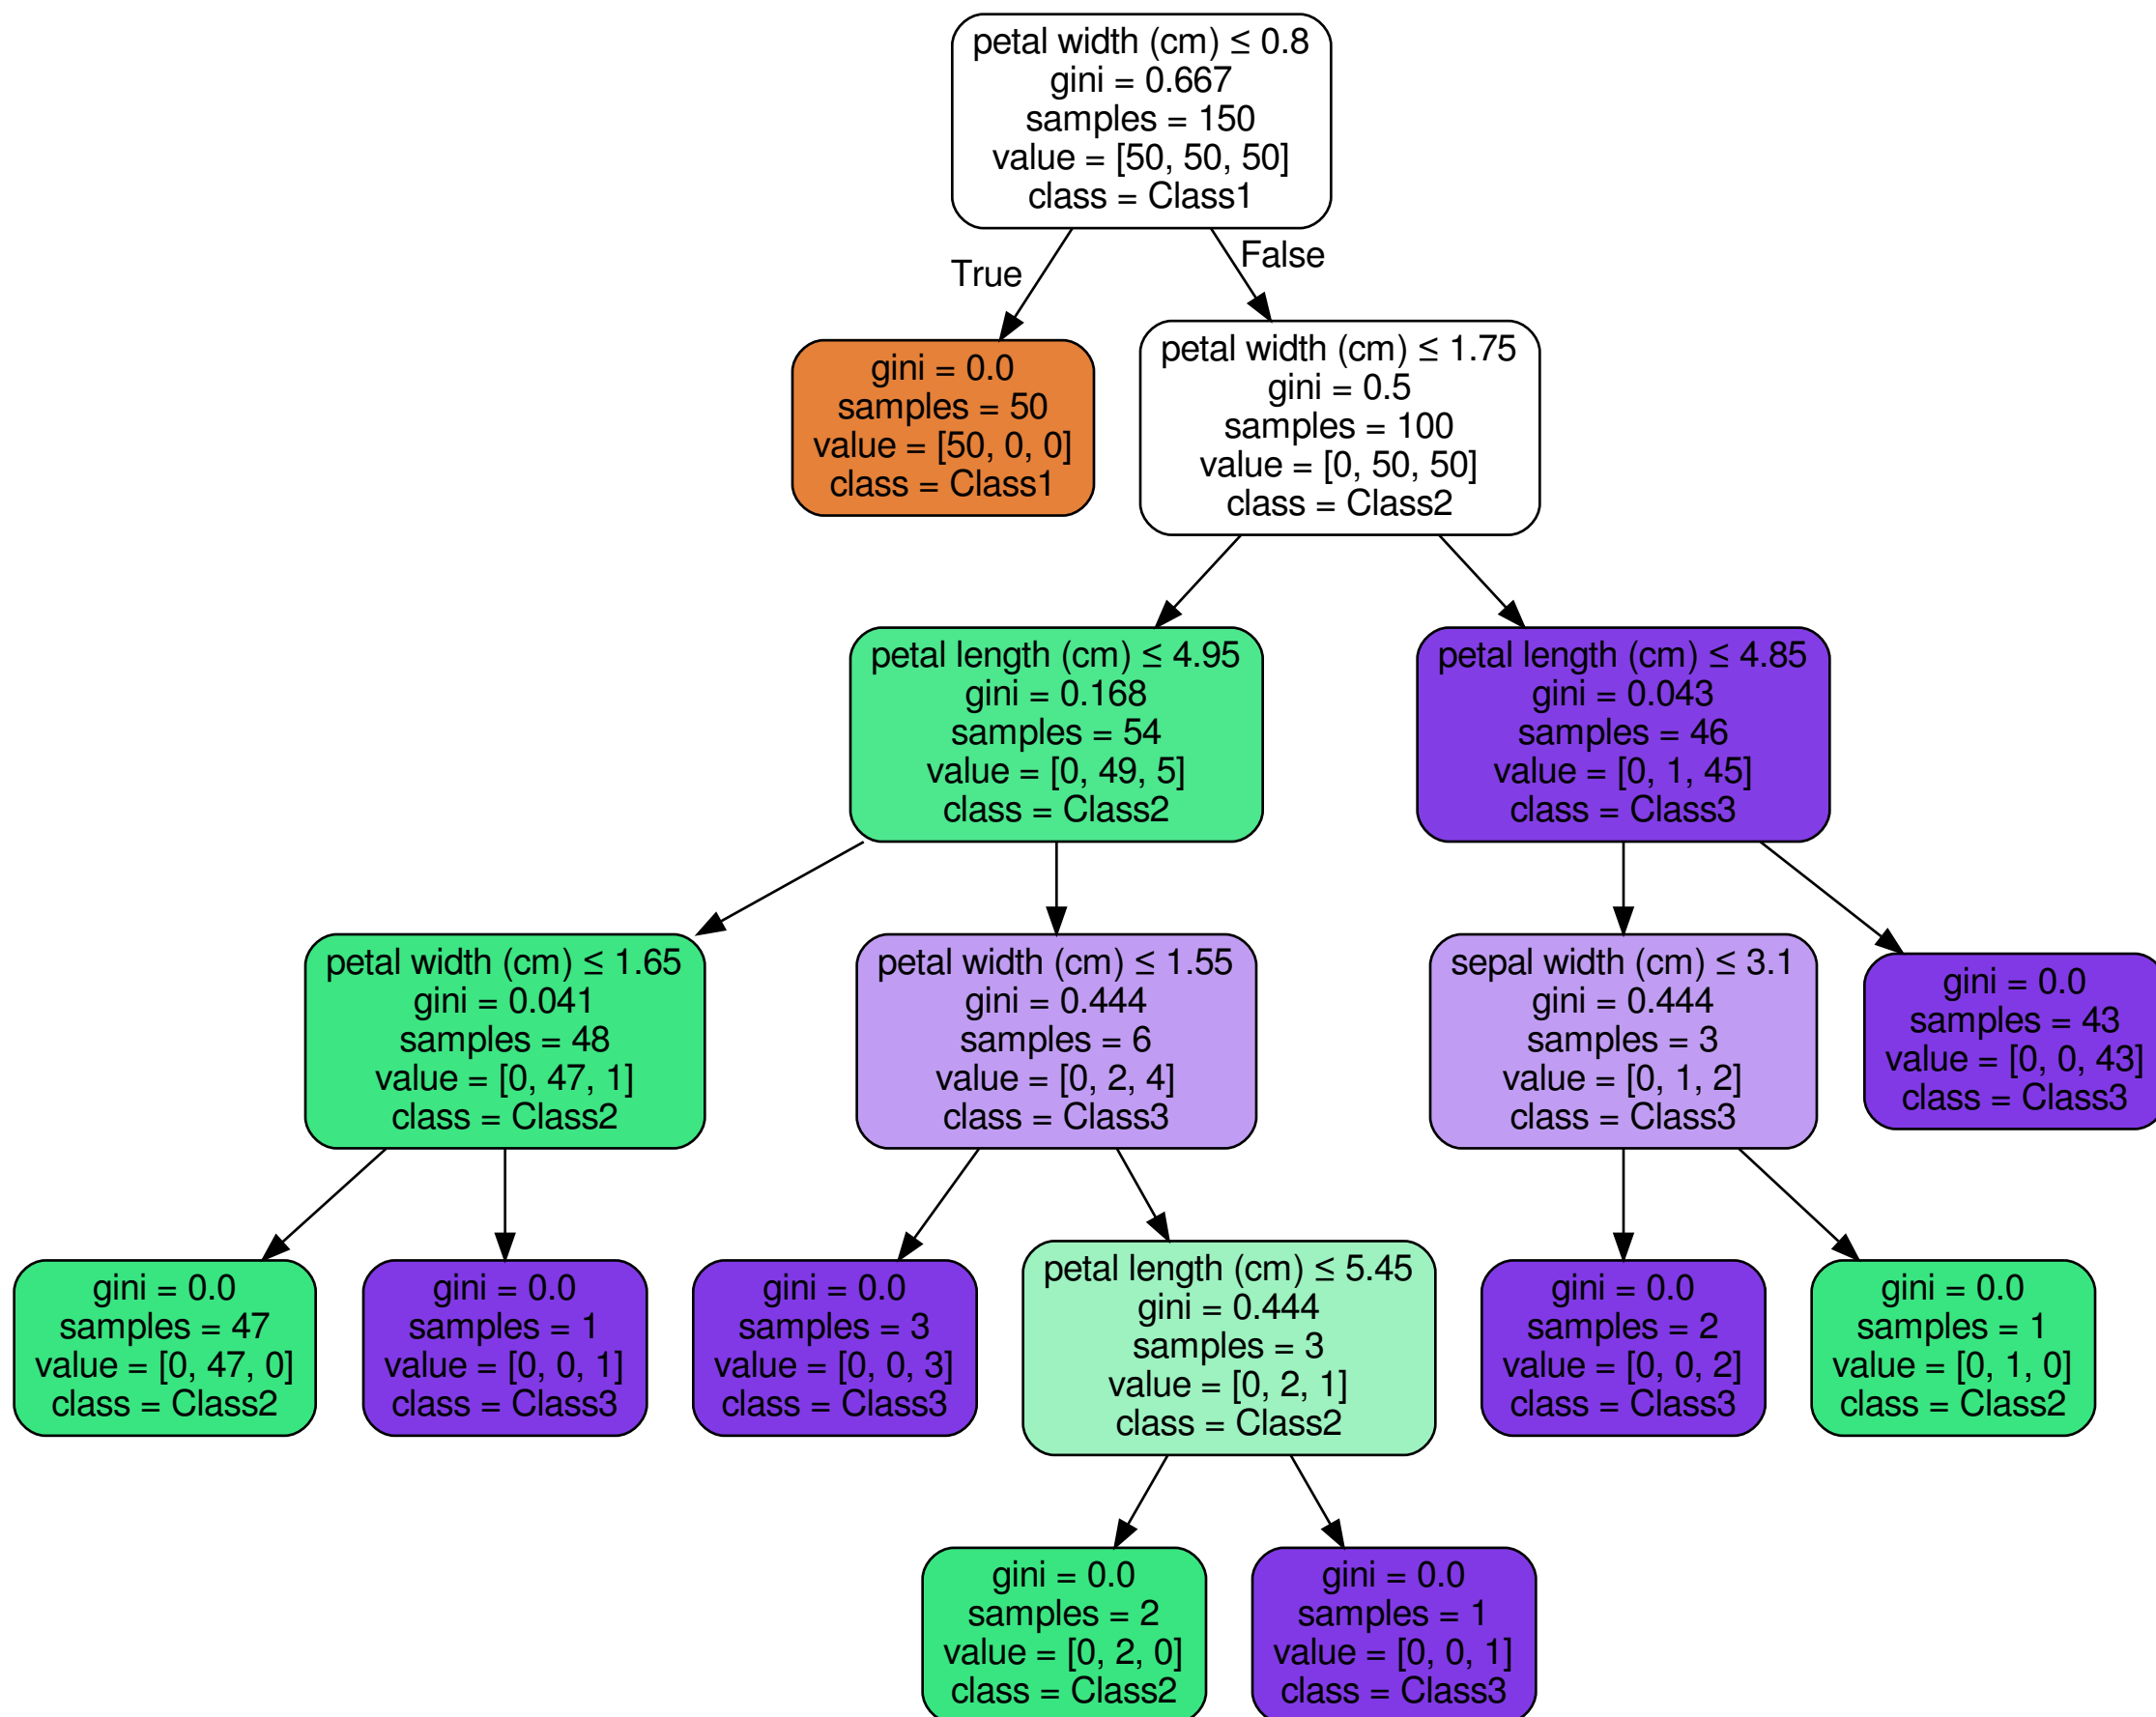 petal width (cm) ≤ 0.8
gini = 0.667
samples = 150
value = [50, 50, 50]
class = Class1
True
False
gini = 0.0
samples = 50
value = [50, 0, 0]
class = Class1
petal width (cm) ≤ 1.75
gini = 0.5
samples = 100
value = [0, 50, 50]
class = Class2
petal length (cm) ≤ 4.95
gini = 0.168
samples = 54
value = [0, 49, 5]
class = Class2
petal length (cm) ≤ 4.85
gini = 0.043
samples = 46
value = [0, 1, 45]
class = Class3
petal width (cm) ≤ 1.65
gini = 0.041
samples = 48
value = [0, 47, 1]
class = Class2
petal width (cm) ≤ 1.55
gini = 0.444
samples = 6
value = [0, 2, 4]
class = Class3
sepal width (cm) ≤ 3.1
gini = 0.444
samples = 3
value = [0, 1, 2]
class = Class3
gini = 0.0
samples = 43
value = [0, 0, 43]
class = Class3
gini = 0.0
samples = 47
value = [0, 47, 0]
class = Class2
gini = 0.0
samples = 1
value = [0, 0, 1]
class = Class3
gini = 0.0
samples = 3
value = [0, 0, 3]
class = Class3
petal length (cm) ≤ 5.45
gini = 0.444
samples = 3
value = [0, 2, 1]
class = Class2
gini = 0.0
samples = 2
value = [0, 0, 2]
class = Class3
gini = 0.0
samples = 1
value = [0, 1, 0]
class = Class2
gini = 0.0
samples = 2
value = [0, 2, 0]
class = Class2
gini = 0.0
samples = 1
value = [0, 0, 1]
class = Class3